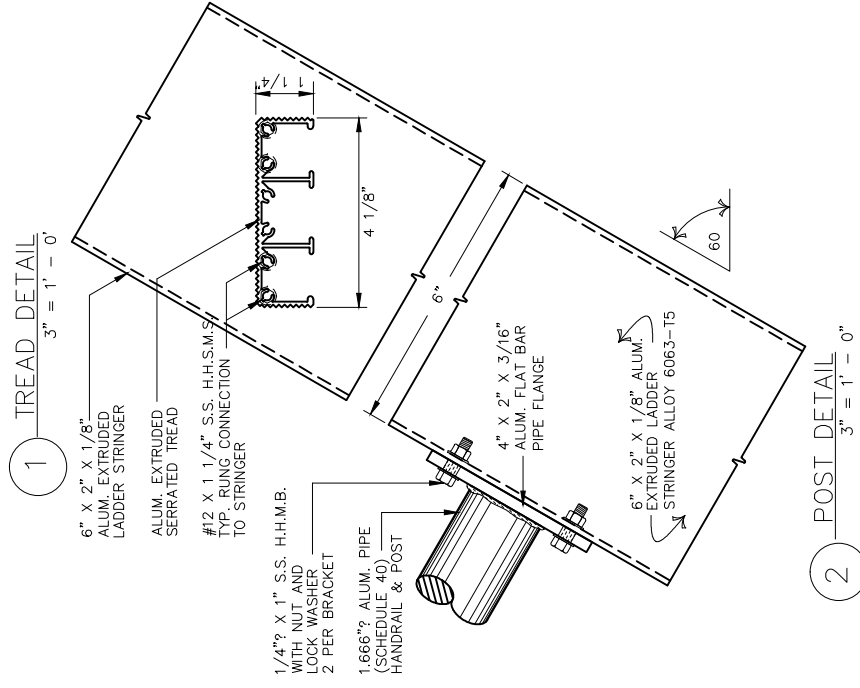 1
TREAD DETAIL
3" = 1' - 0'
6" X 2" X 1/8"
ALUM. EXTRUDED
LADDER STRINGER
ALUM. EXTRUDED
SERRATED TREAD
#12 X 1 1/4" S.S. H.H.S.M.S.
TYP. RUNG CONNECTION
TO STRINGER
1 1/4"
4 1/8"
6"
1/4"? X 1" S.S. H.H.M.B.
WITH NUT AND
LOCK WASHER
2 PER BRACKET
1.666"? ALUM. PIPE
(SCHEDULE 40)
HANDRAIL & POST
4" X 2" X 3/16"
ALUM. FLAT BAR
PIPE FLANGE
6" X 2" X 1/8" ALUM.
EXTRUDED LADDER
STRINGER ALLOY 6063-T5
60
2
POST DETAIL
3" = 1' - 0"